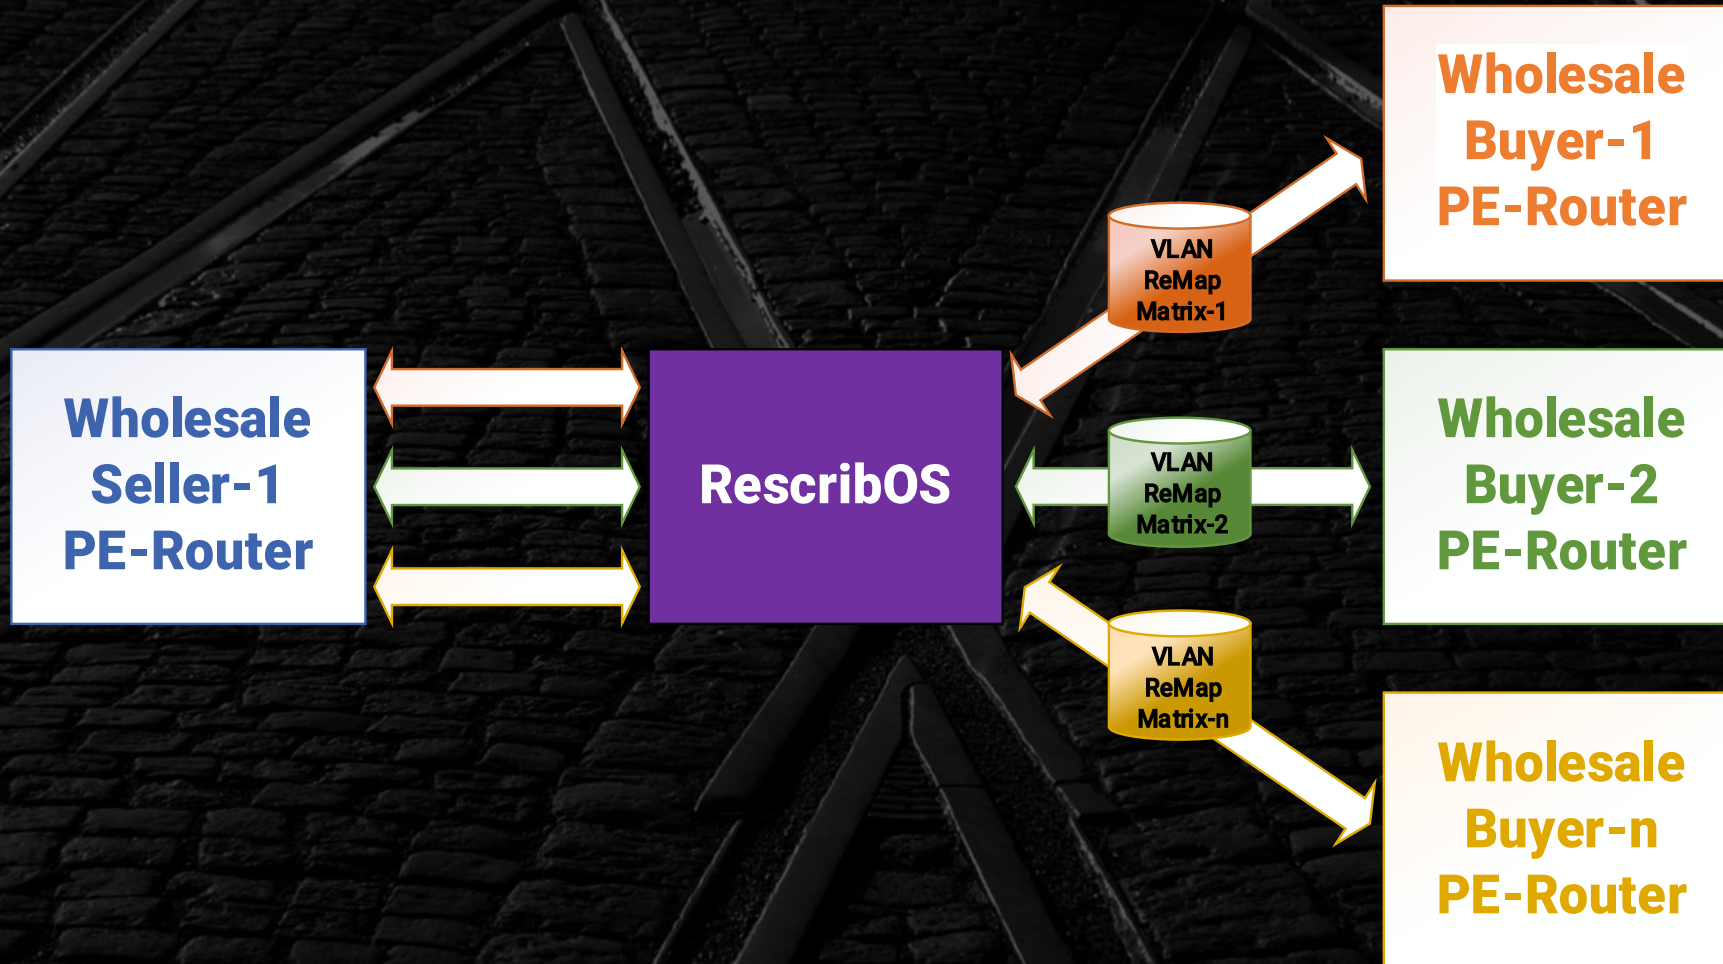 Wholesale
Seller-1
PE-Router
RescribOS
VLAN
ReMap
Matrix-1
VLAN
ReMap
Matrix-2
VLAN
ReMap
Matrix-n
Wholesale
Buyer-1
PE-Router
Wholesale
Buyer-2
PE-Router
Wholesale
Buyer-n
PE-Router